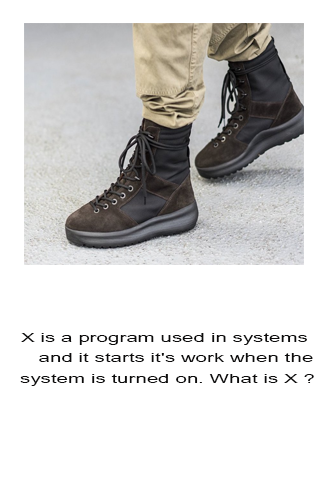 X is a program used in systems
and it starts it's work when the
system is turned on. What is X ?